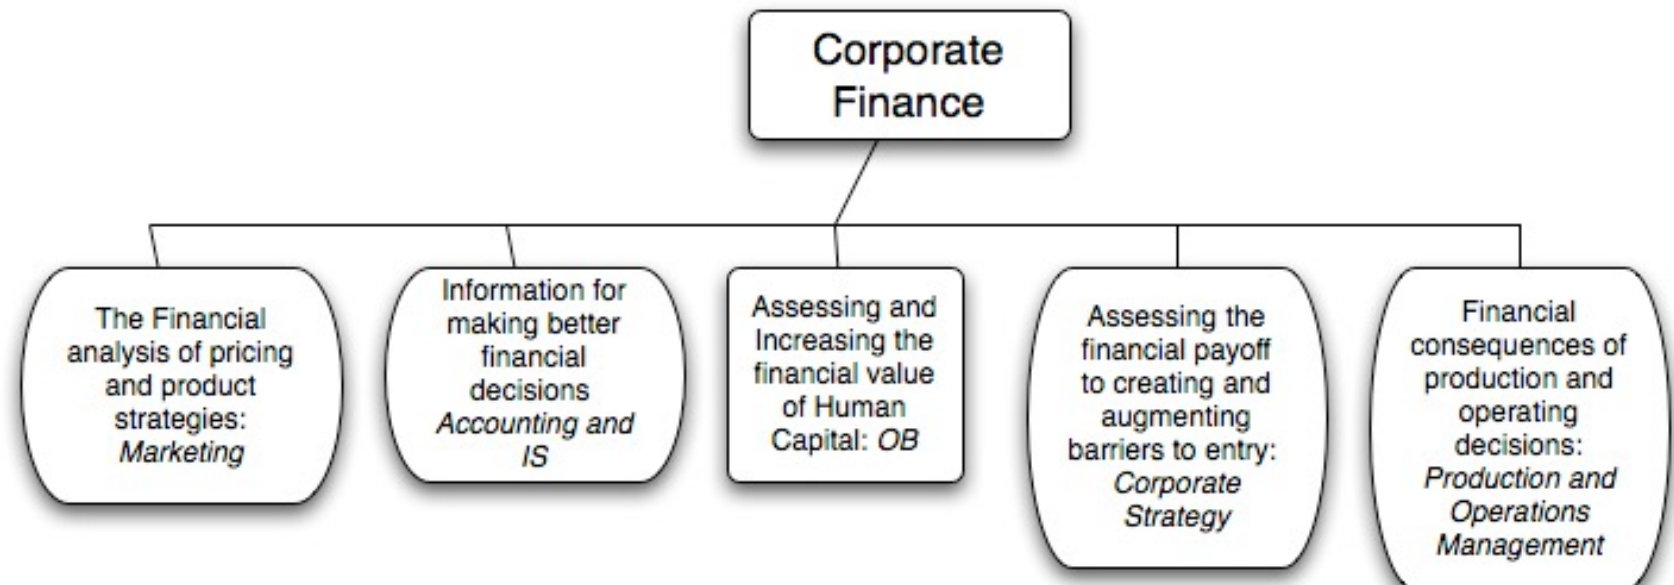 Corporate
Finance
The Financial
analysis of pricing
and product
strategies:
Marketing
Information for
making better
financial
decisions
Accounting and
IS
Assessing and
Increasing the
financial value
of Human
Capital: OB
Assessing the
financial payoff
to creating and
augmenting
barriers to entry:
Corporate
Strategy
Financial
consequences of
production and
operating
decisions:
Production and
Operations
Management